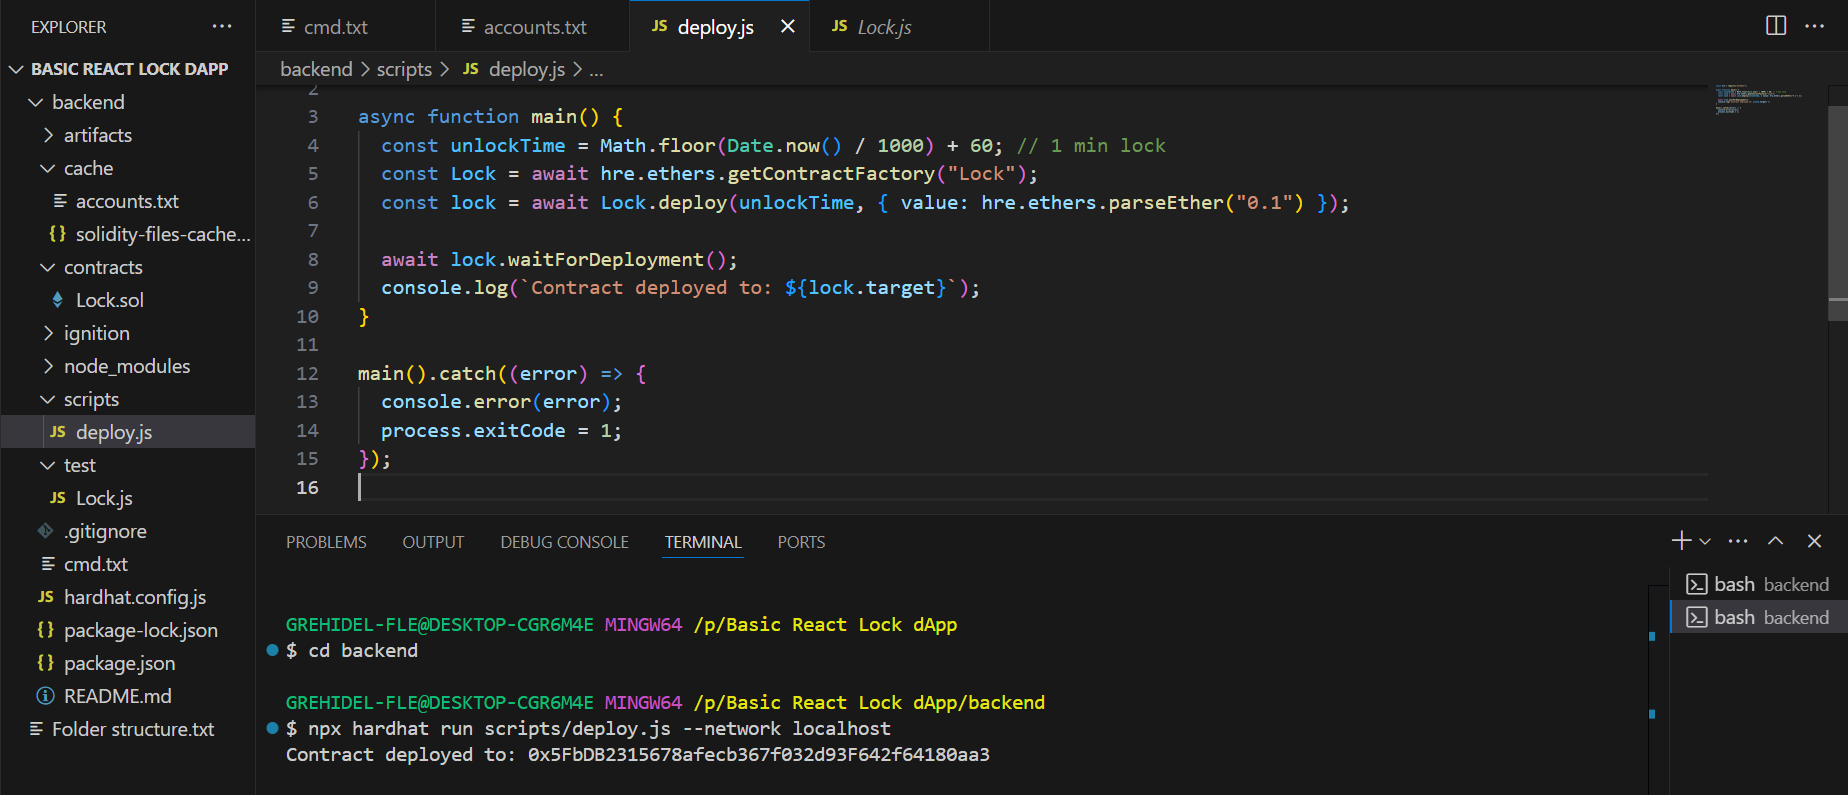 EXPLORER
BASIC REACT LOCK DAPP
backend
artifacts
cache
accounts.txt
{} solidity-files-cache...
contracts
Lock.sol
ignition
node_modules
scripts
JS deploy.js
test
JS Lock.js
.gitignore
cmd.txt
JS hardhat.config.js
{} package-lock.json
{} package.json
README.md
Folder structure.txt
cmd.txt accounts.txt JS deploy.js JS Lock.js
backend > scripts > JS deploy.js > ...
2
3 async function main() {
4 const unlockTime = Math.floor(Date.now() / 1000) + 60; // 1 min lock
5 const Lock = await hre.ethers.getContractFactory("Lock");
6 const lock = await Lock.deploy(unlockTime, { value: hre.ethers.parseEther("0.1") });
7
8 await lock.waitForDeployment();
9 console.log(`Contract deployed to: ${lock.target}`);
10 }
11
12 main().catch((error) => {
13 console.error(error);
14 process.exitCode = 1;
15 });
16
PROBLEMS OUTPUT DEBUG CONSOLE TERMINAL PORTS
GREHIDEL-FLE@DESKTOP-CGR6M4E MINGW64 /p/Basic React Lock dApp
$ cd backend
GREHIDEL-FLE@DESKTOP-CGR6M4E MINGW64 /p/Basic React Lock dApp/backend
$ npx hardhat run scripts/deploy.js --network localhost
Contract deployed to: 0x5FbDB2315678afecb367f032d93F642f64180aa3
bash backend
bash backend